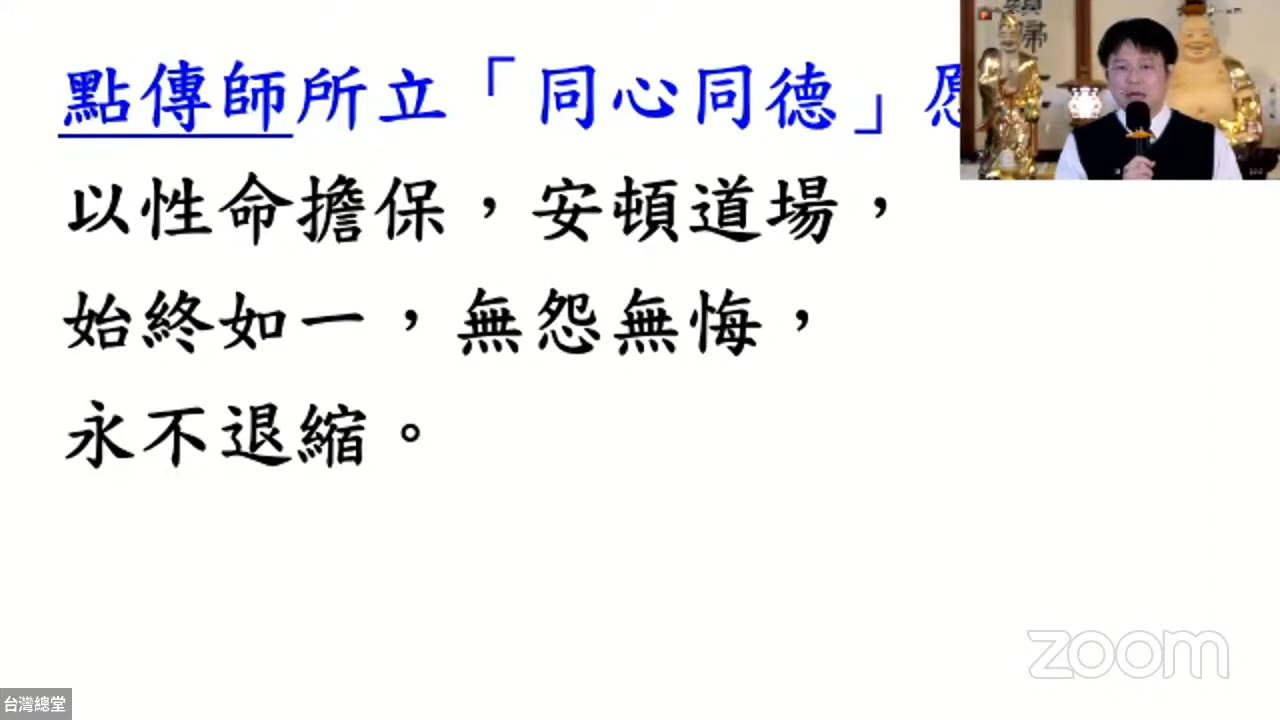 點傳師所立「同心同德」愿
以性命擔保，安頓道場，
始終如一，無怨無悔，
永不退縮。
zoom
台灣總堂